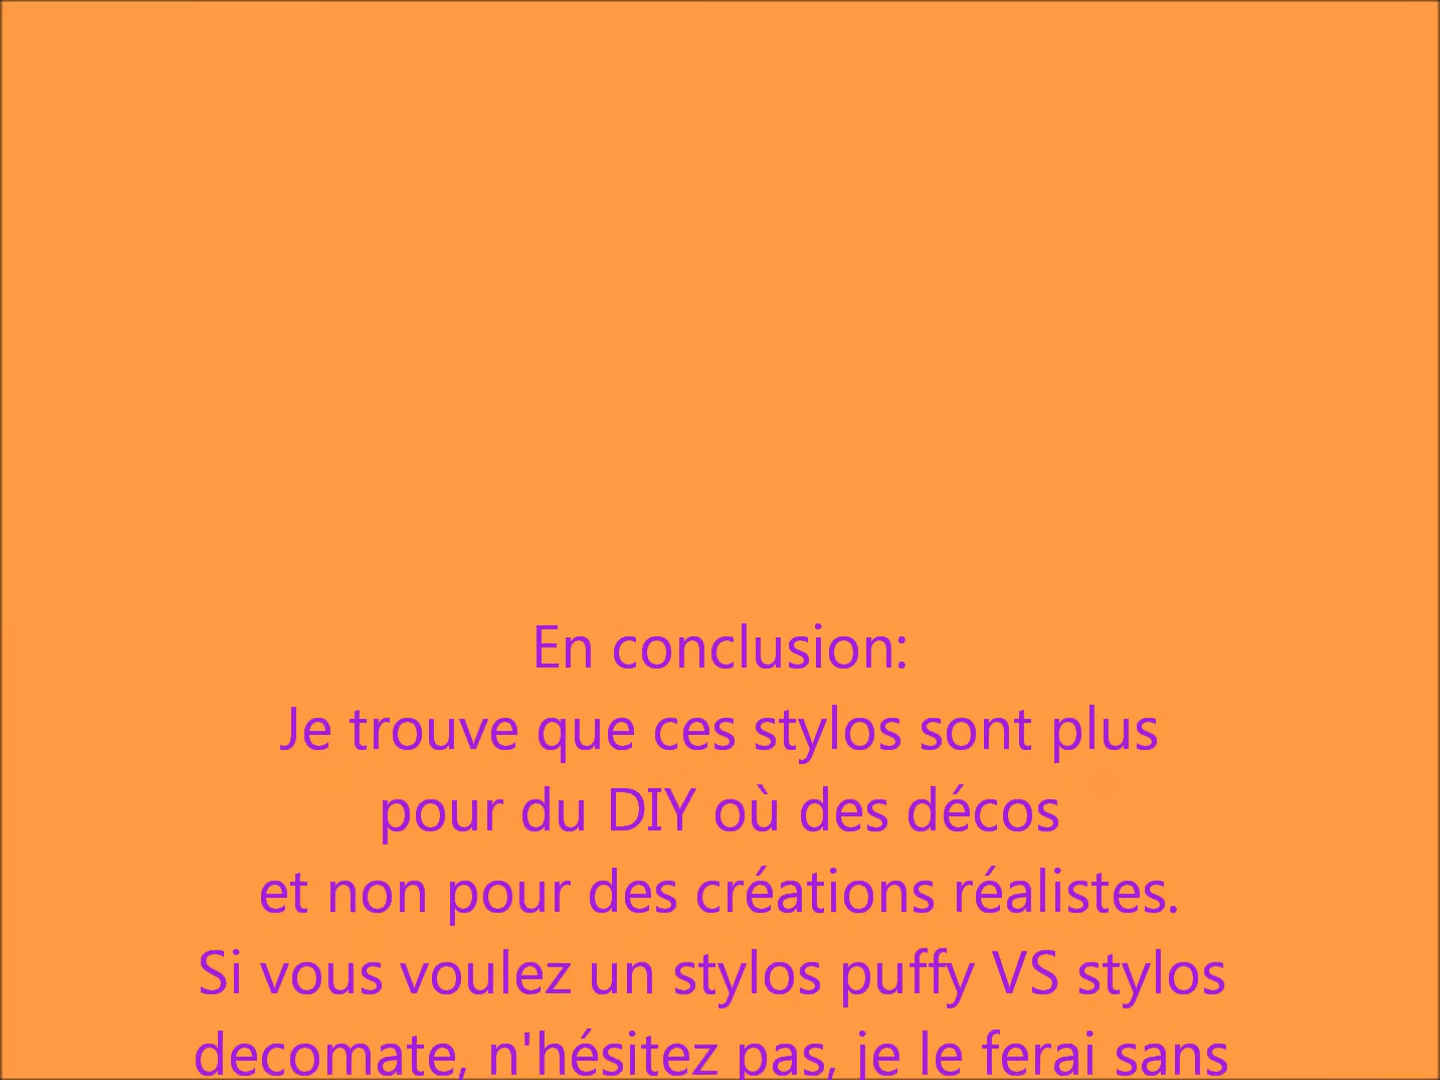 En conclusion:
Je trouve que ces stylos sont plus
pour du DIY où des décos
et non pour des créations réalistes.
Si vous voulez un stylos puffy VS stylos
decomate, n'hésitez pas, je le ferai sans